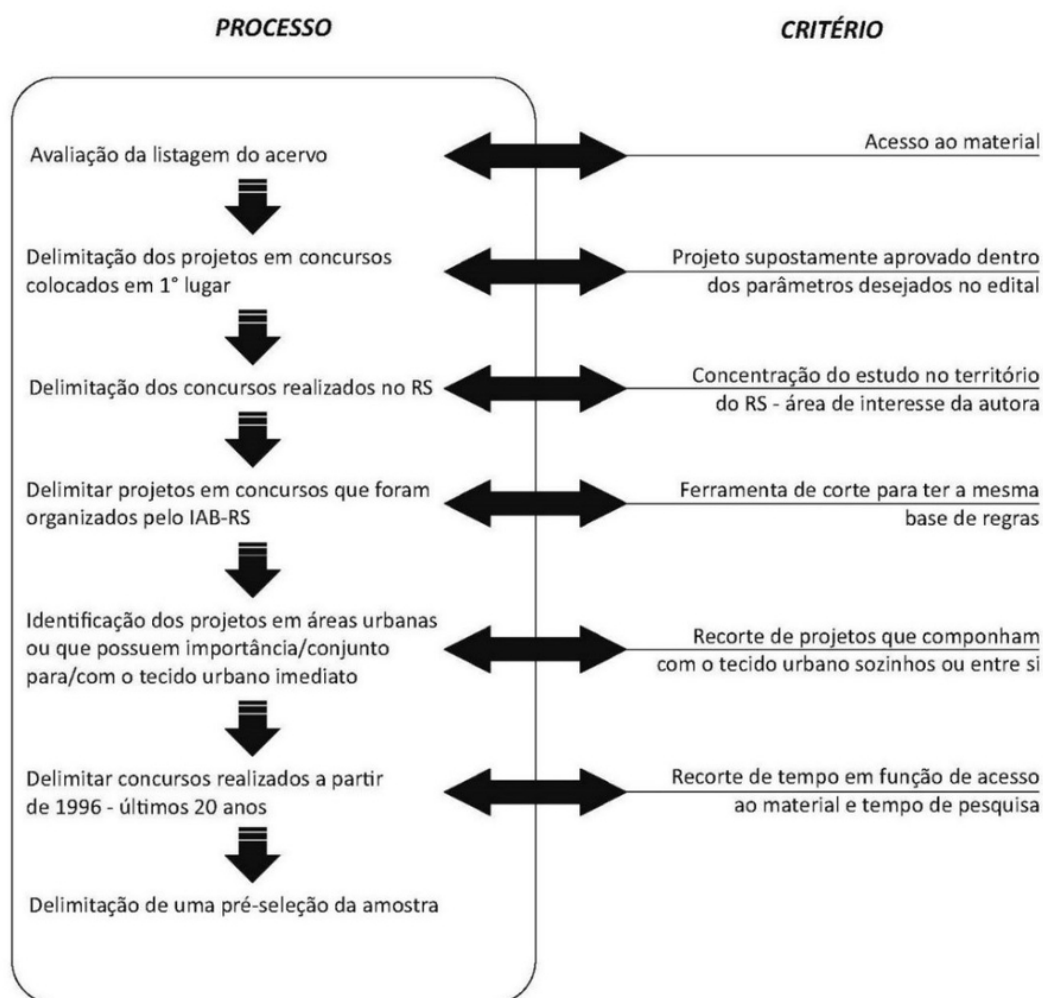 PROCESSO
CRITÉRIO
Avaliação da listagem do acervo
Acesso ao material
Delimitação dos projetos em concursos
colocados em 1° lugar
Projeto supostamente aprovado dentro
dos parâmetros desejados no edital
Delimitação dos concursos realizados no RS
Concentração do estudo no território
do RS - área de interesse da autora
Delimitar projetos em concursos que foram
organizados pelo IAB-RS
Ferramenta de corte para ter a mesma
base de regras
Identificação dos projetos em áreas urbanas
ou que possuem importância/conjunto
para/com o tecido urbano imediato
Recorte de projetos que componham
com o tecido urbano sozinhos ou entre si
Delimitar concursos realizados a partir
de 1996 - últimos 20 anos
Recorte de tempo em função de acesso
ao material e tempo de pesquisa
Delimitação de uma pré-seleção da amostra